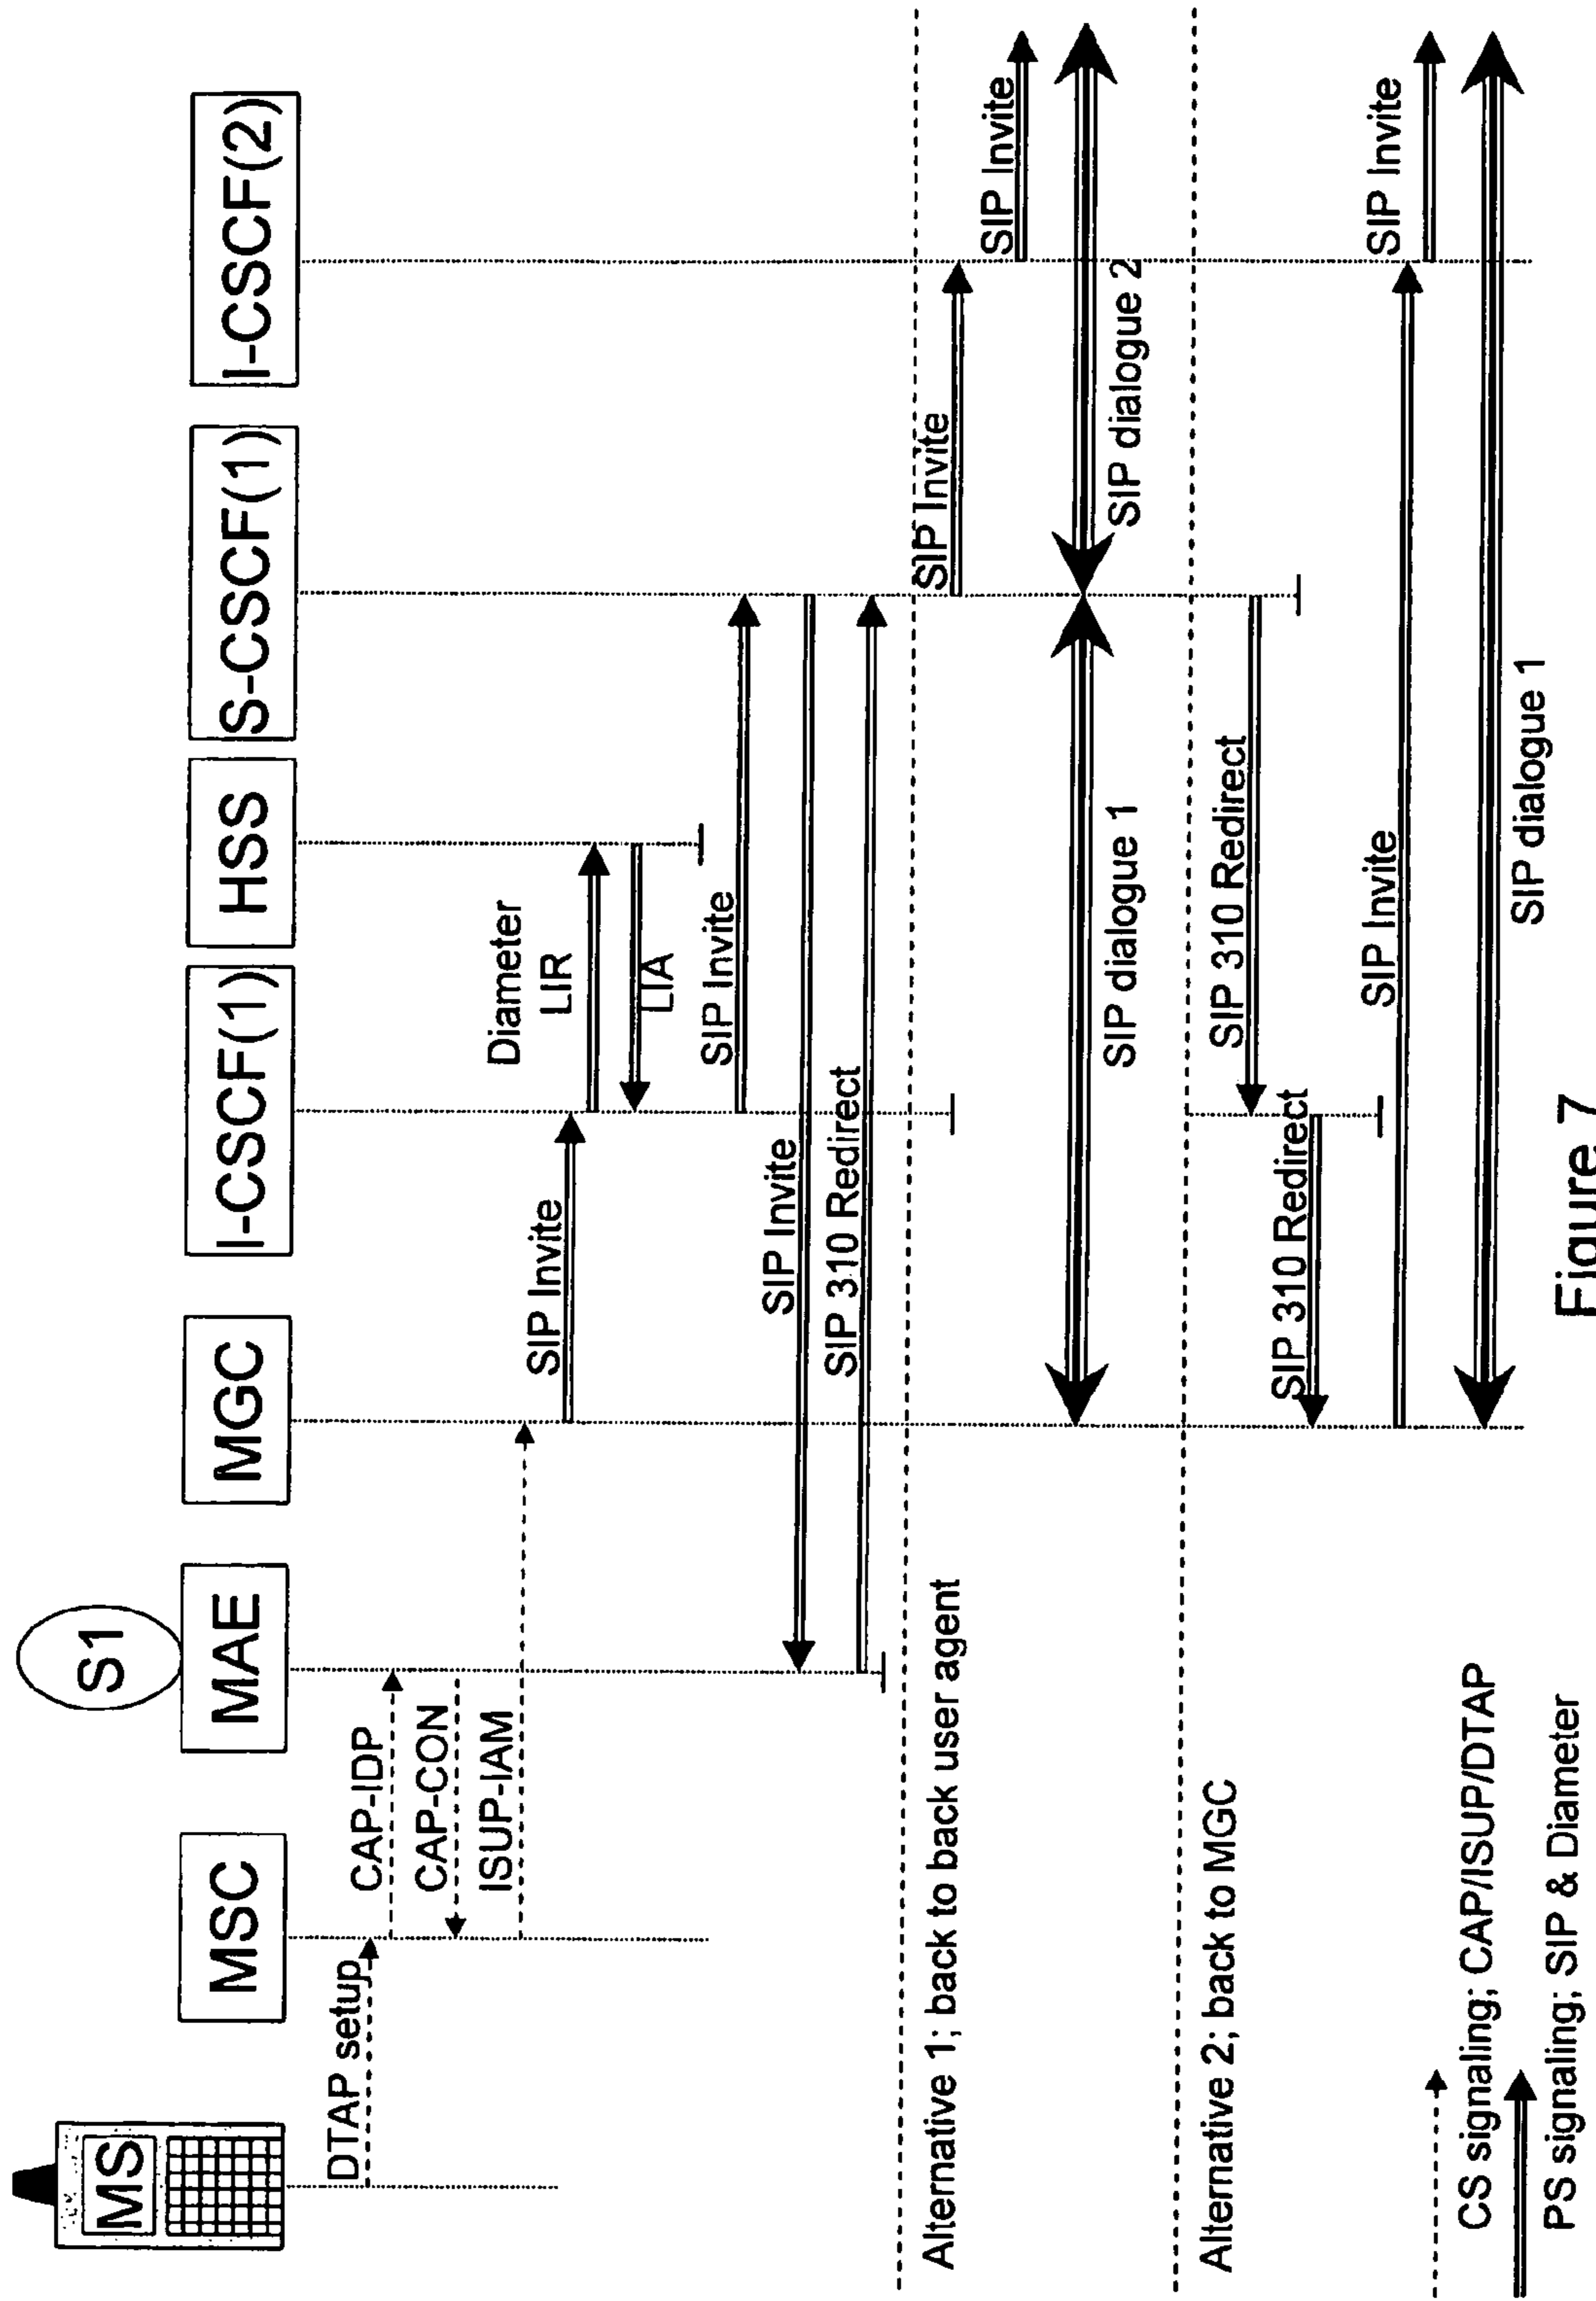 S1
MS
MSC
MAE
MGC
I-CSCF(1)
HSS
S-CSCF(1)
I-CSCF(2)
DTAP setup
CAP-IDP
CAP-CON
ISUP-IAM
SIP Invite
Diameter
LIR
LIA
SIP Invite
SIP Invite
SIP 310 Redirect
Alternative 1; back to back user agent
SIP Invite
SIP Invite
SIP dialogue 1
SIP dialogue 2
Alternative 2; back to MGC
SIP 310 Redirect
SIP 310 Redirect
SIP Invite
SIP Invite
SIP dialogue 1
CS signaling; CAP/ISUP/DTAP
PS signaling; SIP & Diameter
Figure 7